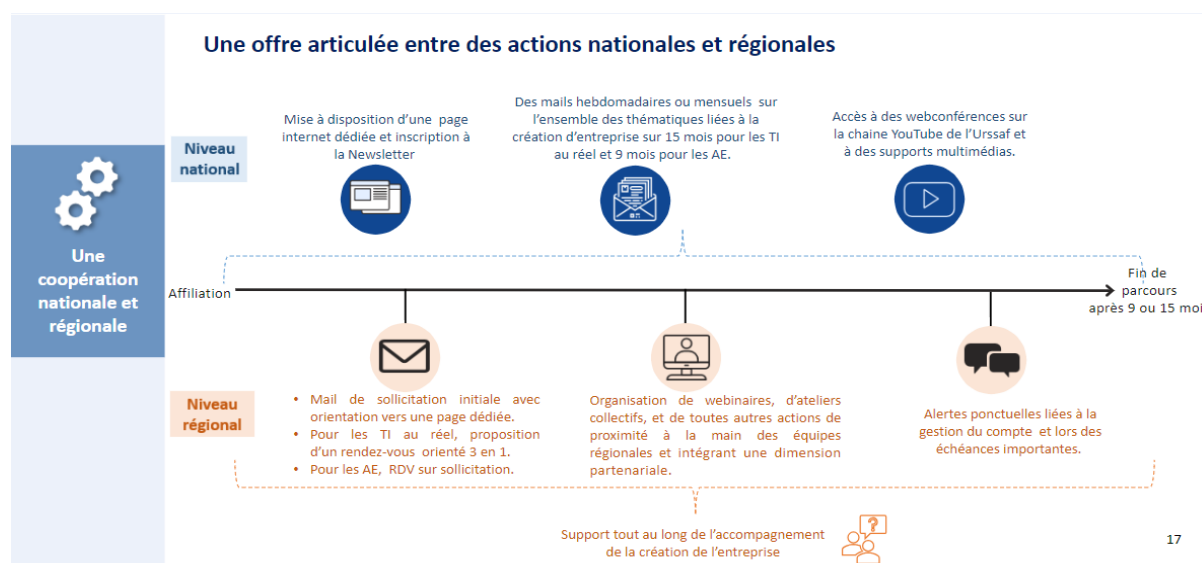 Une offre articulée entre des actions nationales et régionales
Une
coopération
nationale et
régionale
Niveau
national
Mise à disposition d'une page
internet dédiée et inscription à
la Newsletter
Des mails hebdomadaires ou mensuels sur
l'ensemble des thématiques liées à la
création d'entreprise sur 15 mois pour les TI
au réel et 9 mois pour les AE.
Accès à des webconférences sur
la chaine YouTube de l'Urssaf et
à des supports multimédias.
Affiliation
Fin de
parcours
après 9 ou 15 moi
Niveau
régional
• Mail de sollicitation initiale avec
orientation vers une page dédiée.
• Pour les TI au réel, proposition
d'un rendez-vous orienté 3 en 1.
• Pour les AE, RDV sur sollicitation.
Organisation de webinaires, d'ateliers
collectifs, et de toutes autres actions de
proximité à la main des équipes
régionales et intégrant une dimension
partenariale.
Alertes ponctuelles liées à la
gestion du compte et lors des
échéances importantes.
Support tout au long de l'accompagnement
de la création de l'entreprise
?
17